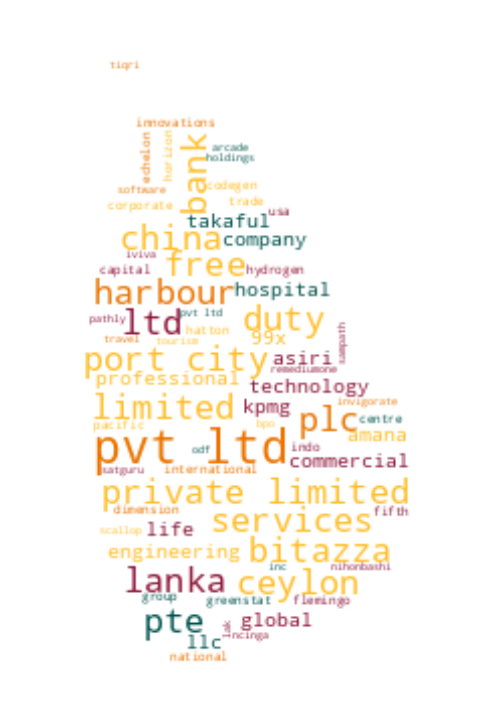 tiqri
innovations
echelon
horizon
bank
arcade
holdings
software
codegen
corporate
trade
usa
takaful
china
company
iviva
free
capital
hydrogen
harbour
hospital
pathly
ltd
pvt ltd
duty
hatton
99x
sampath
travel
tourism
port city
asiri
remediumone
professional
technology
limited
kpmg
invigorate
plc
centre
pacific
bpo
amana
pvt ltd
odf
indo
commercial
satguru
international
private limited
dimension
services
fifth
scallop
life
engineering
bitazza
inc
nihonbashi
lanka
ceylon
group
greenstat
flemingo
pte
lak
global
llc
ncinga
national